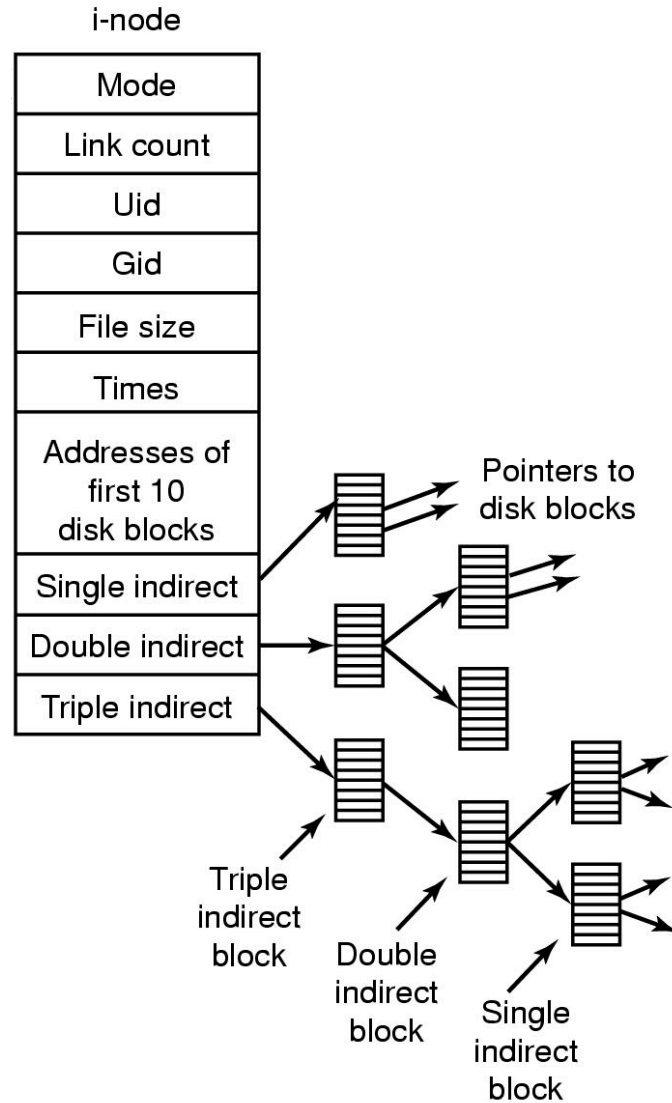 i-node
Mode
Link count
Uid
Gid
File size
Times
Addresses of
first 10
disk blocks
Single indirect
Double indirect
Triple indirect
Pointers to
disk blocks
Triple
indirect
block
Double
indirect
block
Single
indirect
block